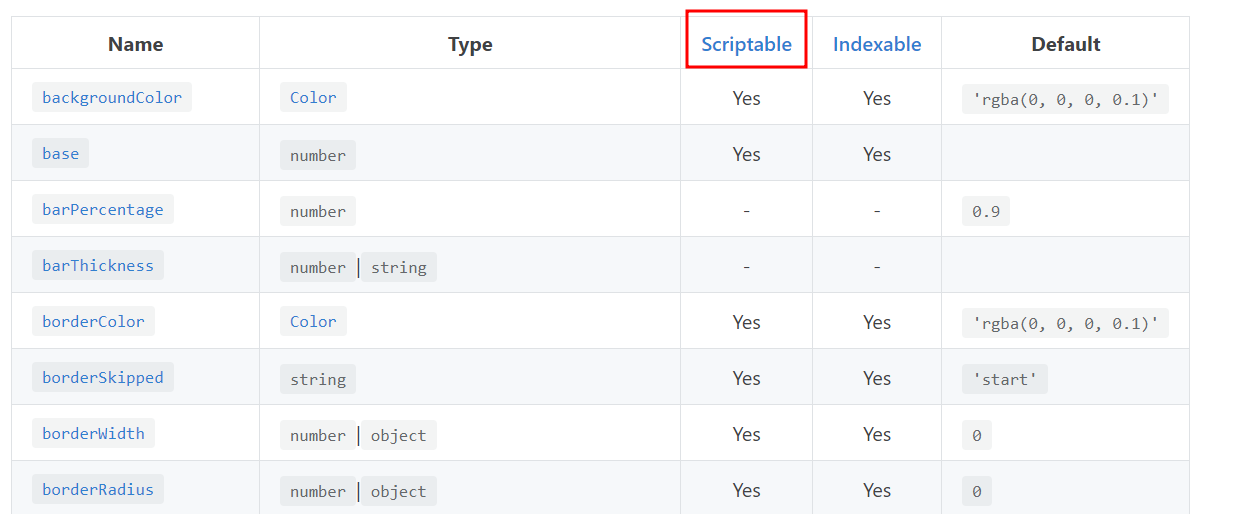 Name Type Scriptable Indexable Default
backgroundColor Color Yes Yes 'rgba(0, 0, 0, 0.1)'
base number Yes Yes
barPercentage number - - 0.9
barThickness number | string - -
borderColor Color Yes Yes 'rgba(0, 0, 0, 0.1)'
borderSkipped string Yes Yes 'start'
borderWidth number | object Yes Yes 0
borderRadius number | object Yes Yes 0